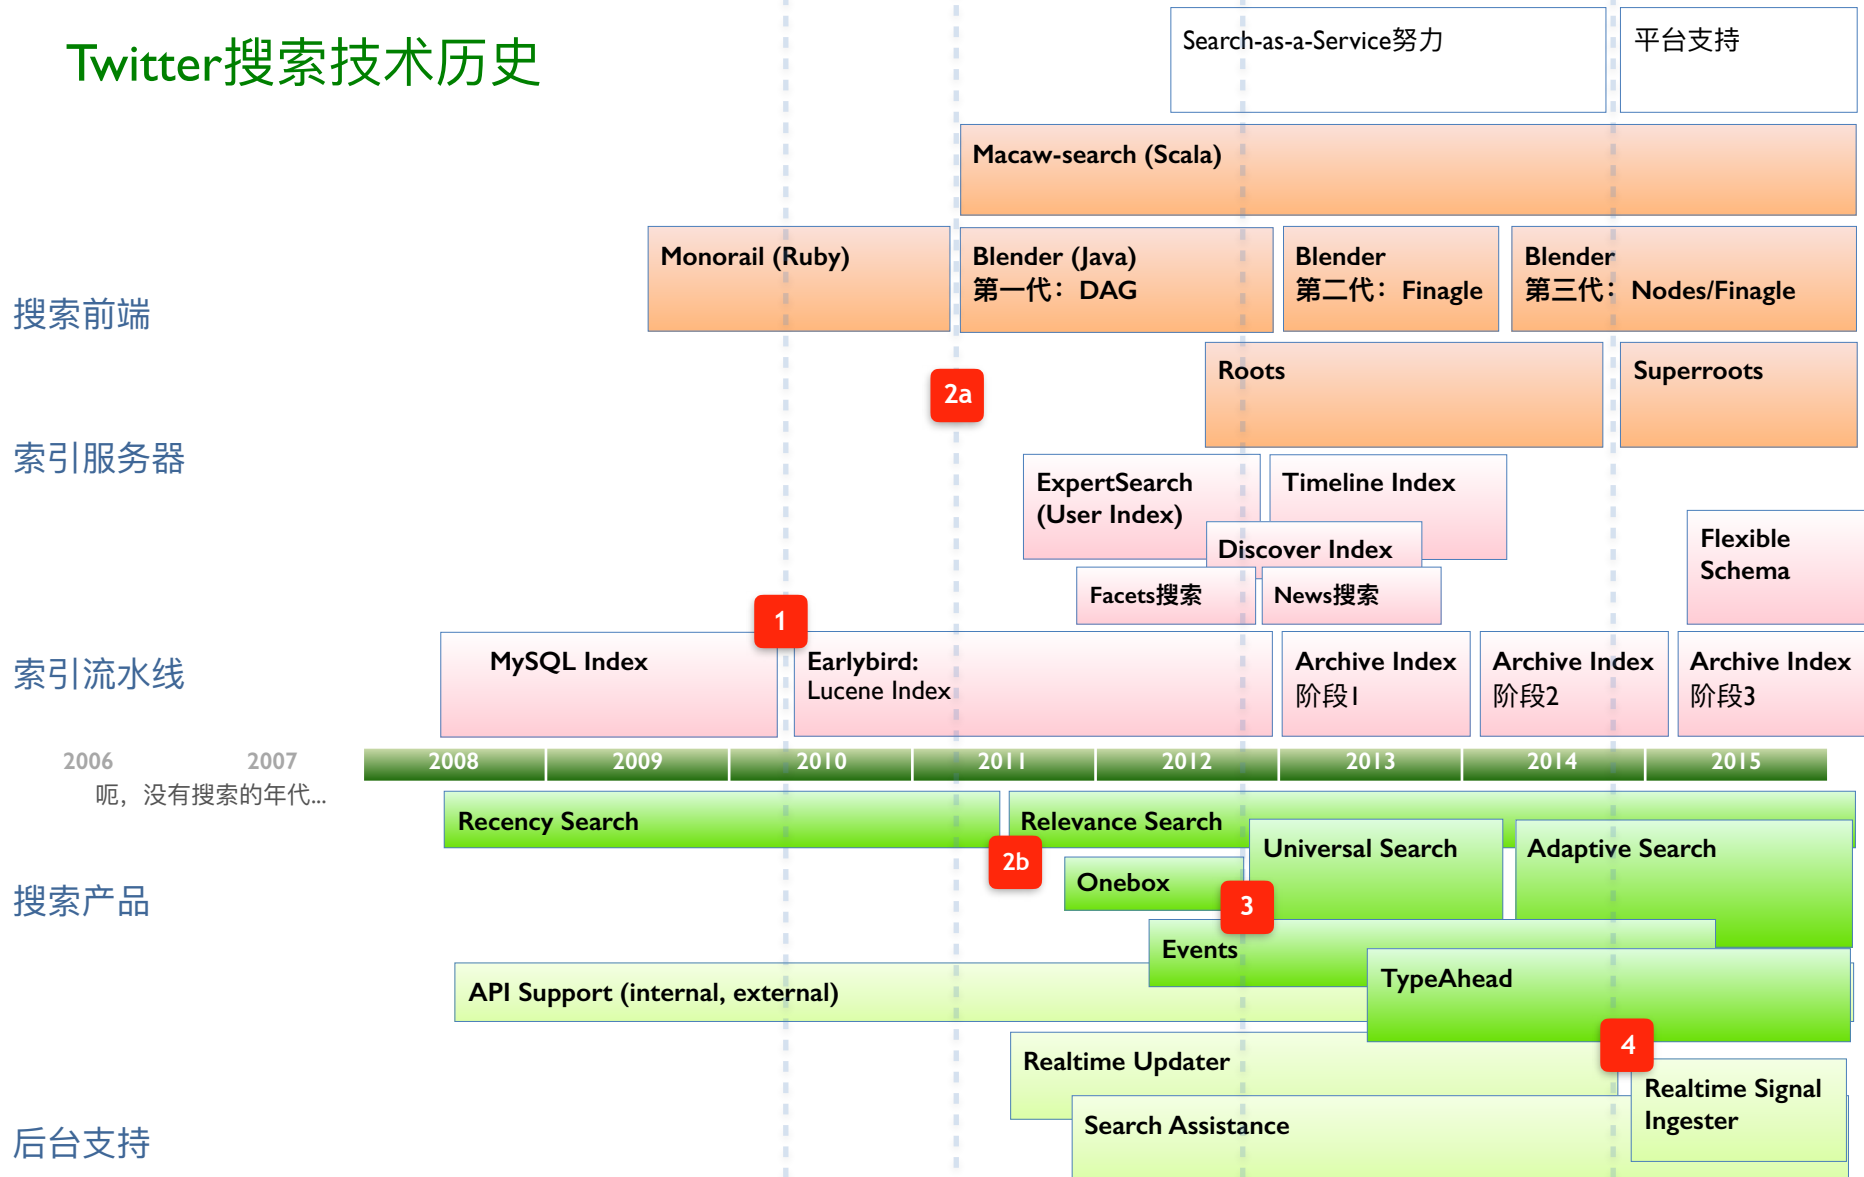 Twitter搜索技术历史
Search-as-a-Service努力
平台支持
Macaw-search (Scala)
Monorail (Ruby)
Blender (Java)
第一代：DAG
Blender
第二代：Finagle
Blender
第三代：Nodes/Finagle
搜索前端
Roots
Superroots
2a
索引服务器
ExpertSearch
(User Index)
Timeline Index
Discover Index
Flexible
Schema
Facets搜索
News搜索
1
索引流水线
MySQL Index
Earlybird:
Lucene Index
Archive Index
阶段1
Archive Index
阶段2
Archive Index
阶段3
2006
2007
2008
2009
2010
2011
2012
2013
2014
2015
呃，没有搜索的年代...
Recency Search
Relevance Search
2b
Universal Search
Adaptive Search
Onebox
3
搜索产品
Events
TypeAhead
API Support (internal, external)
4
Realtime Updater
Realtime Signal
Ingester
Search Assistance
后台支持